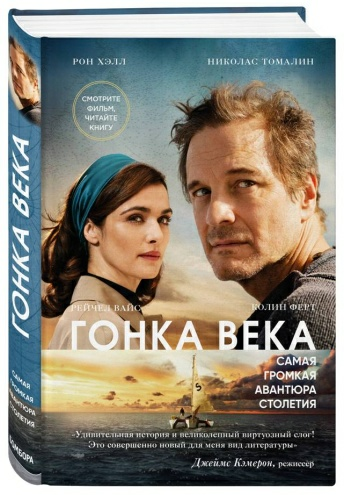 РОН ХЭЛЛ
НИКОЛАС ТОМАЛИН
СМОТРИТЕ
ФИЛЬМ,
ЧИТАЙТЕ
КНИГУ
РЕЙЧЕЛ ВАЙС
КОЛИН ФЕРТ
ГОНКА ВЕКА
САМАЯ
ГРОМКАЯ
АВАНТЮРА
СТОЛЕТИЯ
«Удивительная история и великолепный виртуозный слог!
Это совершенно новый для меня вид литературы»
Джеймс Кэмерон, режиссер
ГОНКА ВЕКА
САМАЯ
ГРОМКАЯ
АВАНТЮРА
СТОЛЕТИЯ
БОМБОРА